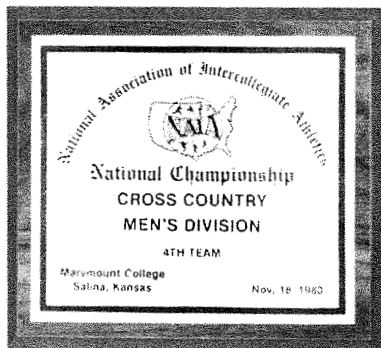 National Association of Intercollegiate Athletics
NAIA
National Championship
CROSS COUNTRY
MEN'S DIVISION
4TH TEAM
Marymount College
Salina, Kansas
Nov. 18